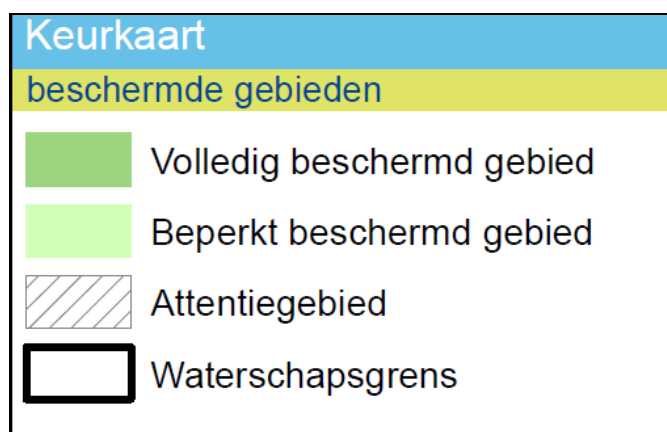 Keurkaart
beschermde gebieden
Volledig beschermd gebied
Beperkt beschermd gebied
Attentiegebied
Waterschapsgrens